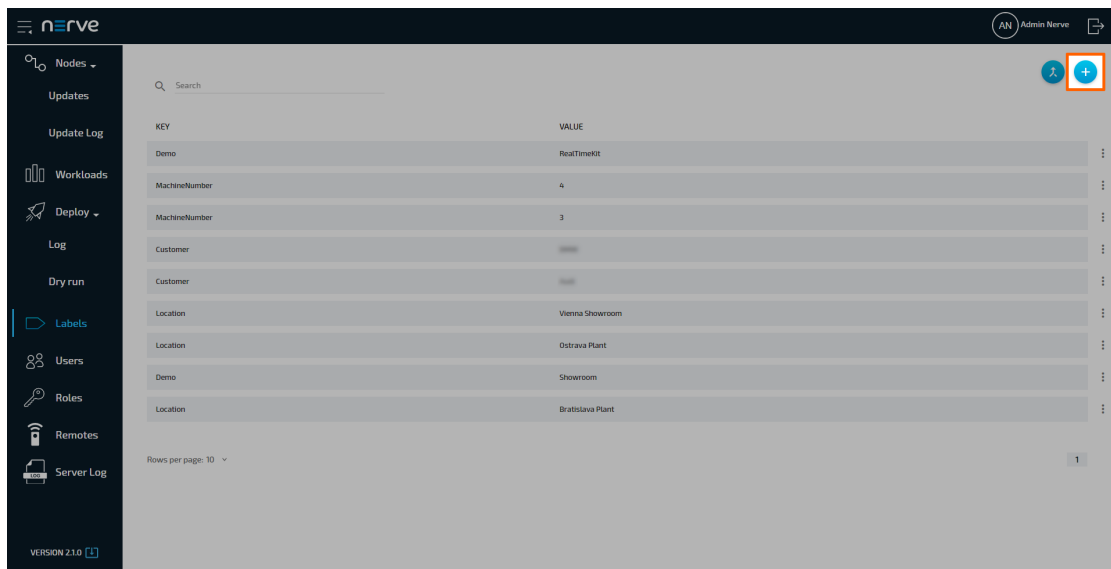 nerve
AN Admin Nerve
Nodes
Updates
Update Log
Workloads
Deploy
Log
Dry run
Labels
Users
Roles
Remotes
LOG Server Log
VERSION 2.1.0
Search
KEY VALUE
Demo RealTimeKit
MachineNumber 4
MachineNumber 3
Customer
Customer
Location Vienna Showroom
Location Ostrava Plant
Demo Showroom
Location Bratislava Plant
Rows per page: 10 1